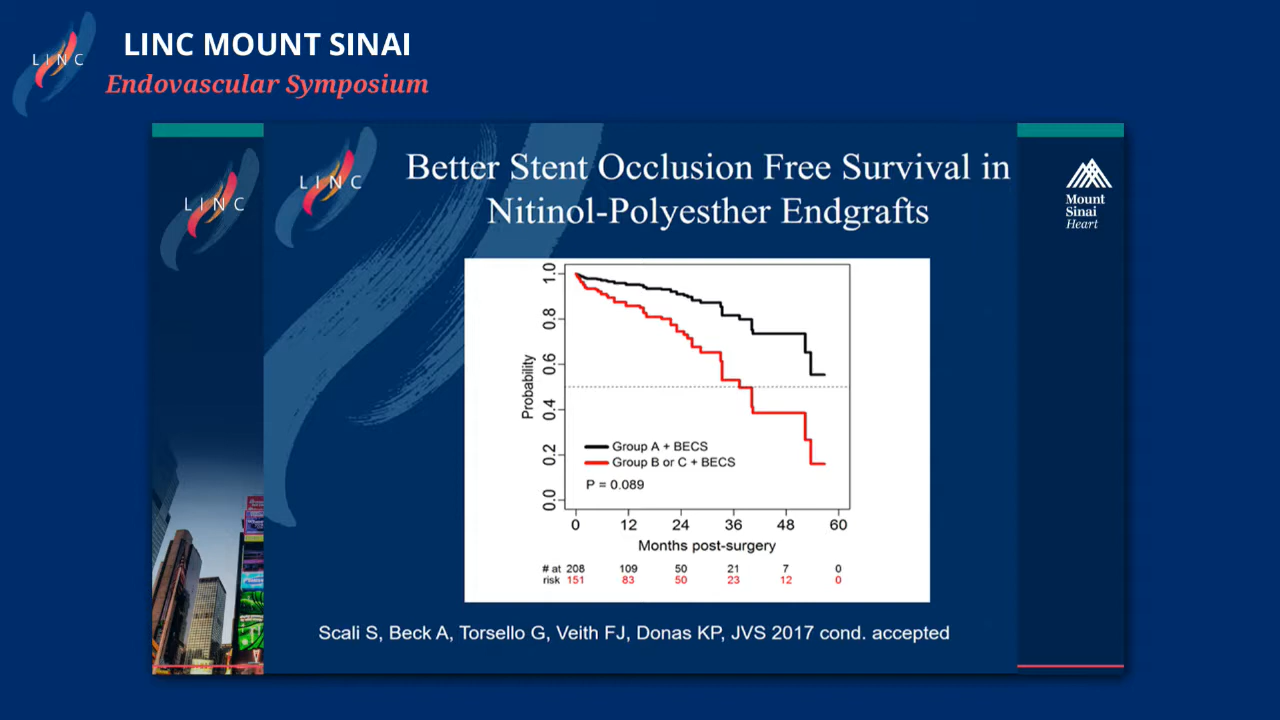 LINC
LINC MOUNT SINAI
Endovascular Symposium
LINC
LINC
Better Stent Occlusion Free Survival in
Nitinol-Polyesther Endgrafts
Mount
Sinai
Heart
Probability
1.0
0.8
0.6
0.4
0.2
0.0
Group A + BECS
Group B or C + BECS
P = 0.089
0 12 24 36 48 60
Months post-surgery
# at 208 109 50 21 7 0
risk 151 83 50 23 12 0
Scali S, Beck A, Torsello G, Veith FJ, Donas KP, JVS 2017 cond. accepted